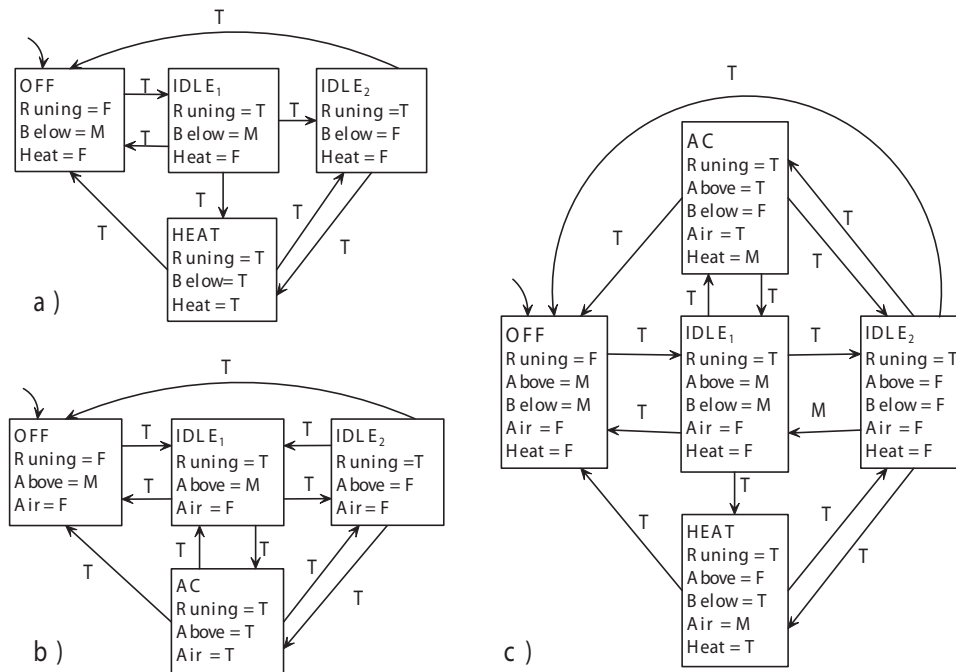 T
OFF
Runing = F
Below = M
Heat = F
T
T
IDLE₁
Runing = T
Below = M
Heat = F
T
IDLE₂
Runing =T
Below = F
Heat = F
T
T
T
T
HEAT
Runing = T
Below= T
Heat = T
a )
T
OFF
Runing = F
Above = M
Air = F
T
T
IDLE₁
Runing = T
Above = M
Air = F
T
T
IDLE₂
Runing =T
Above = F
Air = F
T
T
T
T
T
AC
Runing = T
Above = T
Air = T
b )
T
AC
Runing = T
Above = T
Below = F
Air = T
Heat = M
T
T
T
T
T
OFF
Runing = F
Above = M
Below = M
Air = F
Heat = F
T
T
IDLE₁
Runing = T
Above = M
Below = M
Air = F
Heat = F
T
M
IDLE₂
Runing = T
Above = F
Below = F
Air = F
Heat = F
T
T
T
T
HEAT
Runing = T
Above = F
Below = T
Air = M
Heat = T
c )